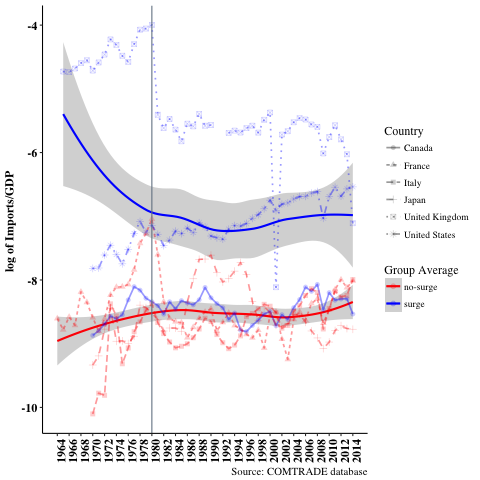 log of Imports/GDP
-4
-6
-8
-10
1964
1966
1968
1970
1972
1974
1976
1978
1980
1982
1984
1986
1988
1990
1992
1994
1996
1998
2000
2002
2004
2006
2008
2010
2012
2014
Source: COMTRADE database
Country
Canada
France
Italy
Japan
United Kingdom
United States
Group Average
no-surge
surge